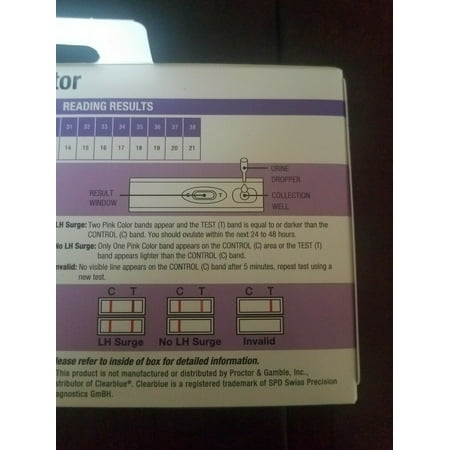 tor
READING RESULTS
31 32 33 34 35 36 37 38
14 15 16 17 18 19 20 21
URINE
DROPPER
RESULT
WINDOW
C T
COLLECTION
WELL
LH Surge: Two Pink Color bands appear and the TEST (T) band is equal to or darker than the
CONTROL (C) band. You should ovulate within the next 24 to 48 hours.
No LH Surge: Only One Pink Color band appears on the CONTROL (C) area or the TEST (T)
band appears lighter than the CONTROL (C) band.
Invalid: No visible line appears on the CONTROL (C) band after 5 minutes, repeat test using a
new test.
C T C T C T
LH Surge No LH Surge Invalid
Please refer to inside of box for detailed information.
This product is not manufactured or distributed by Proctor & Gamble, Inc.,
stributor of Clearblue®. Clearblue is a registered trademark of SPD Swiss Precision
iagnostica GmBH.